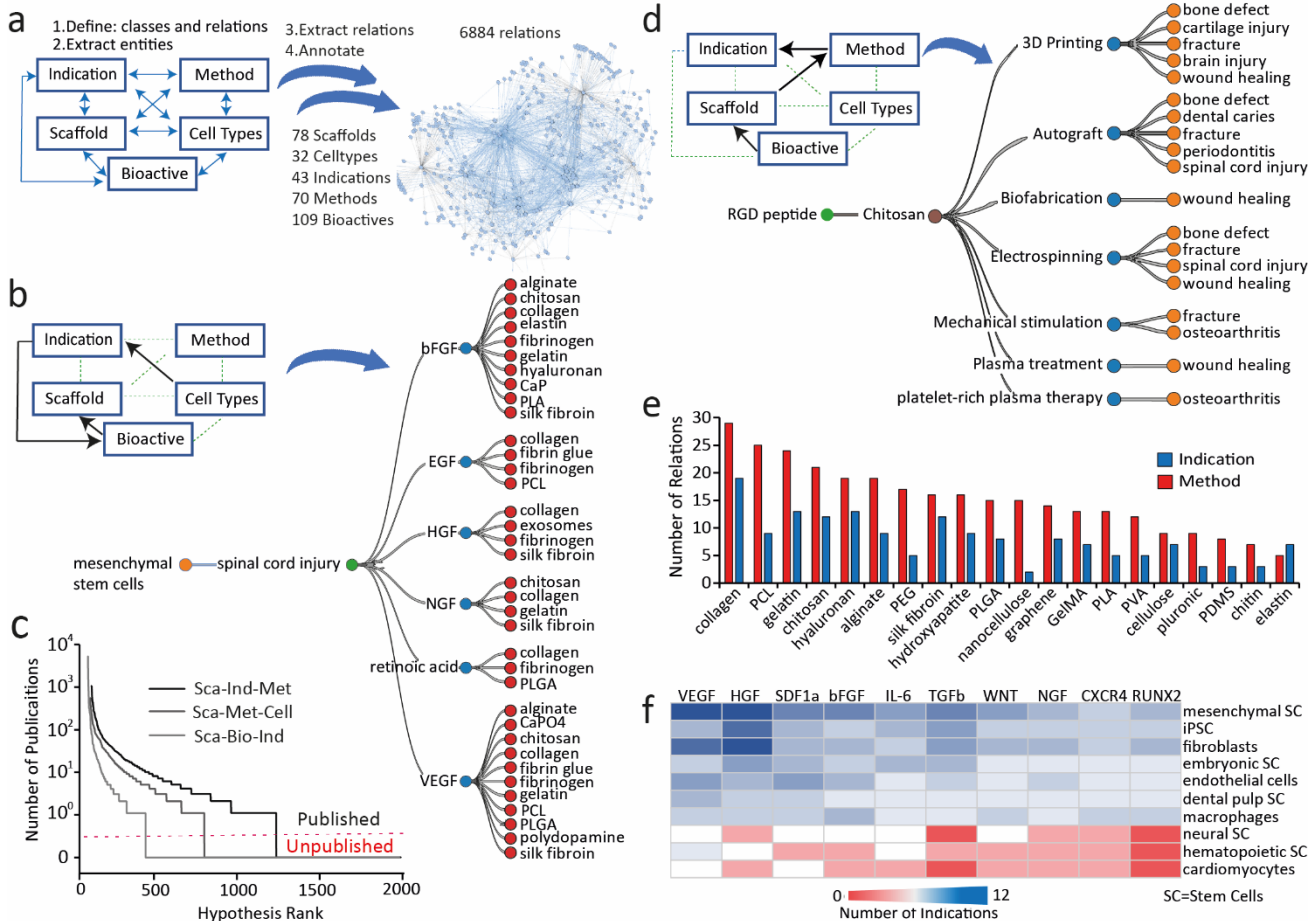 a
1.Define: classes and relations
2.Extract entities
3.Extract relations
4.Annotate
6884 relations
Indication
Method
Scaffold
Cell Types
Bioactive
78 Scaffolds
32 Celltypes
43 Indications
70 Methods
109 Bioactives
b
Indication
Method
Scaffold
Cell Types
Bioactive
mesenchymal
stem cells
spinal cord injury
bFGF
alginate
chitosan
collagen
elastin
fibrinogen
gelatin
hyaluronan
CaP
PLA
silk fibroin
EGF
collagen
fibrin glue
fibrinogen
PCL
HGF
collagen
exosomes
fibrinogen
silk fibroin
NGF
chitosan
collagen
gelatin
silk fibroin
retinoic acid
collagen
fibrinogen
PLGA
VEGF
alginate
CaPO4
chitosan
collagen
fibrin glue
fibrinogen
gelatin
PCL
PLGA
polydopamine
silk fibroin
c
Number of Publications
10⁴
10³
10²
10¹
10⁰
0
Sca-Ind-Met
Sca-Met-Cell
Sca-Bio-Ind
Published
Unpublished
0 500 1000 1500 2000
Hypothesis Rank
d
Indication
Method
Scaffold
Cell Types
Bioactive
RGD peptide
Chitosan
3D Printing
bone defect
cartilage injury
fracture
brain injury
wound healing
Autograft
bone defect
dental caries
fracture
periodontitis
spinal cord injury
Biofabrication
wound healing
Electrospinning
bone defect
fracture
spinal cord injury
wound healing
Mechanical stimulation
fracture
osteoarthritis
Plasma treatment
wound healing
platelet-rich plasma therapy
osteoarthritis
e
Number of Relations
30
25
20
15
10
5
0
Indication
Method
collagen
PCL
gelatin
chitosan
hyaluronan
alginate
PEG
silk fibroin
hydroxyapatite
PLGA
nanocellulose
graphene
GelMA
PLA
PVA
cellulose
pluronic
PDMS
chitin
elastin
f
VEGF HGF SDF1a bFGF IL-6 TGFb WNT NGF CXCR4 RUNX2
mesenchymal SC
iPSC
fibroblasts
embryonic SC
endothelial cells
dental pulp SC
macrophages
neural SC
hematopoietic SC
cardiomyocytes
0 12
Number of Indications
SC=Stem Cells